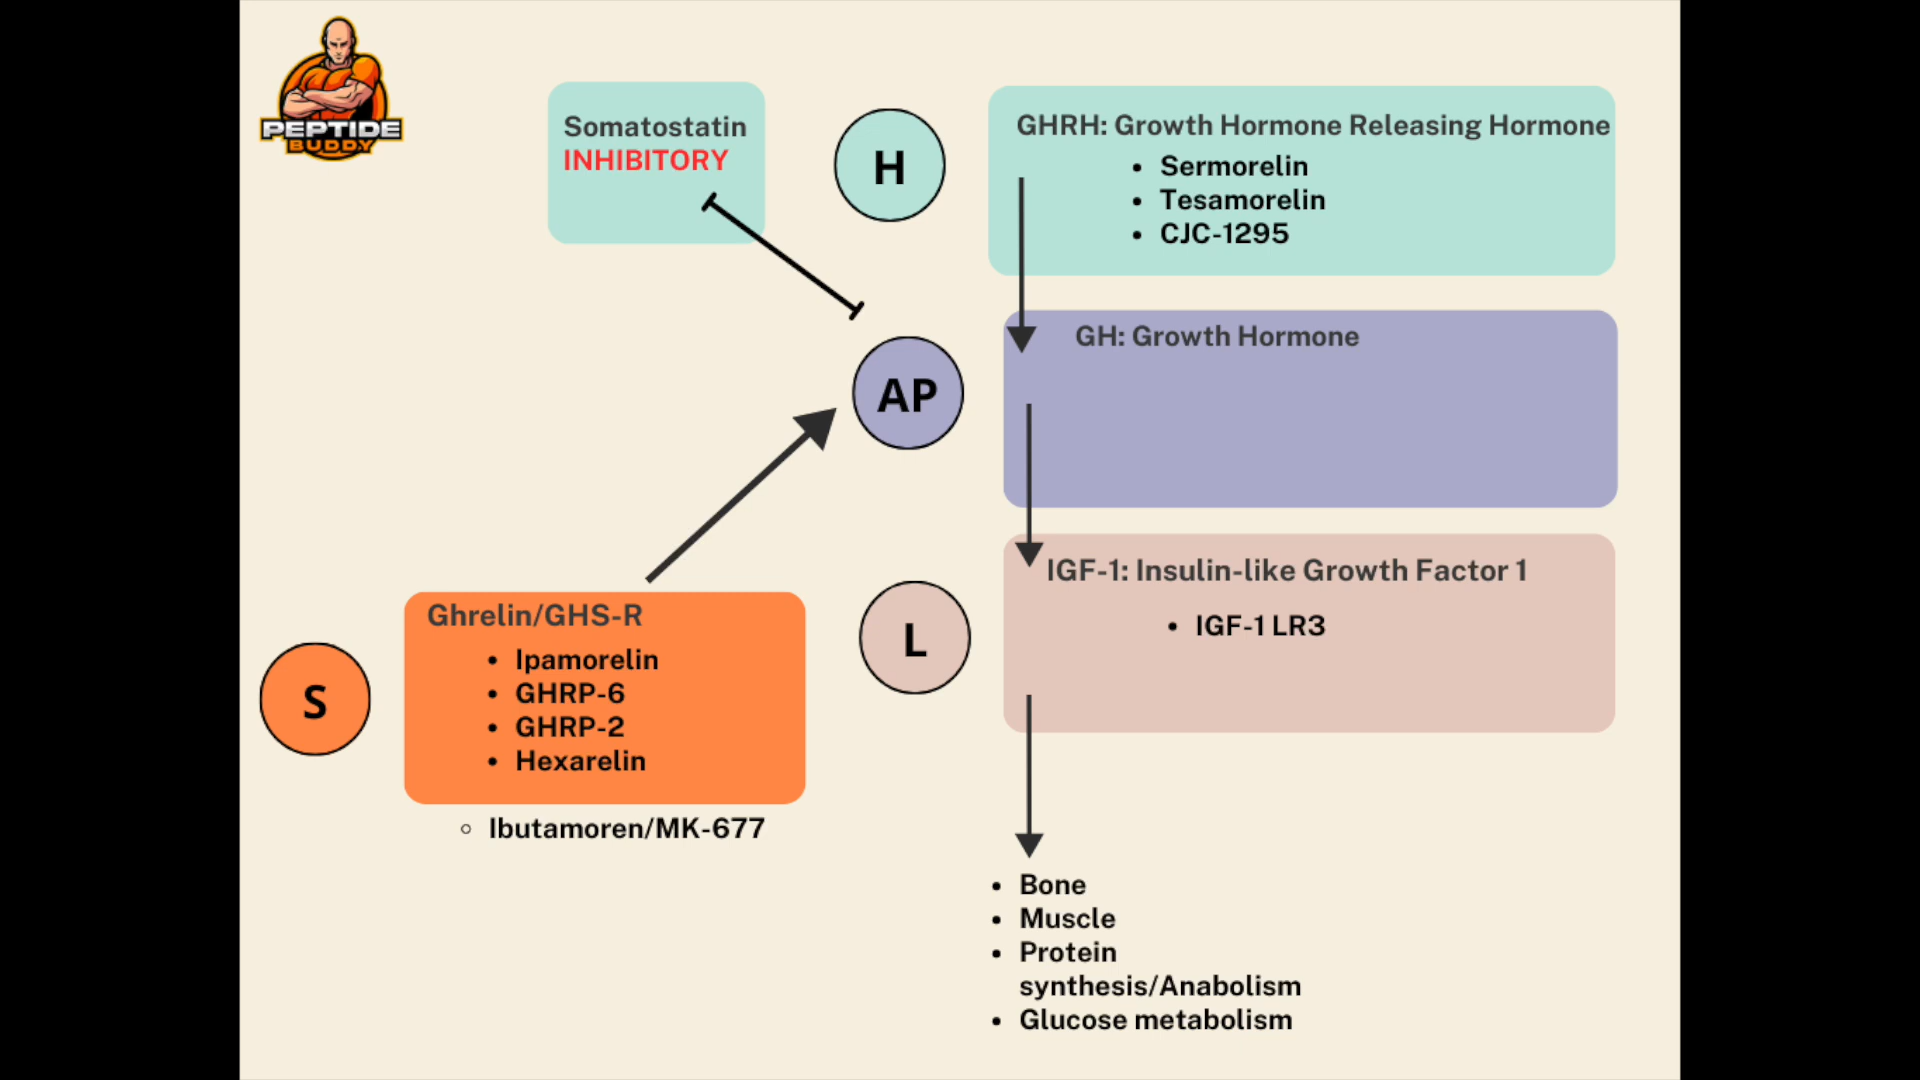 PEPTIDE
BUDDY
Somatostatin
INHIBITORY
H
GHRH: Growth Hormone Releasing Hormone
• Sermorelin
• Tesamorelin
• CJC-1295
AP
GH: Growth Hormone
L
IGF-1: Insulin-like Growth Factor 1
• IGF-1 LR3
S
Ghrelin/GHS-R
• Ipamorelin
• GHRP-6
• GHRP-2
• Hexarelin
◦ Ibutamoren/MK-677
• Bone
• Muscle
• Protein
synthesis/Anabolism
• Glucose metabolism